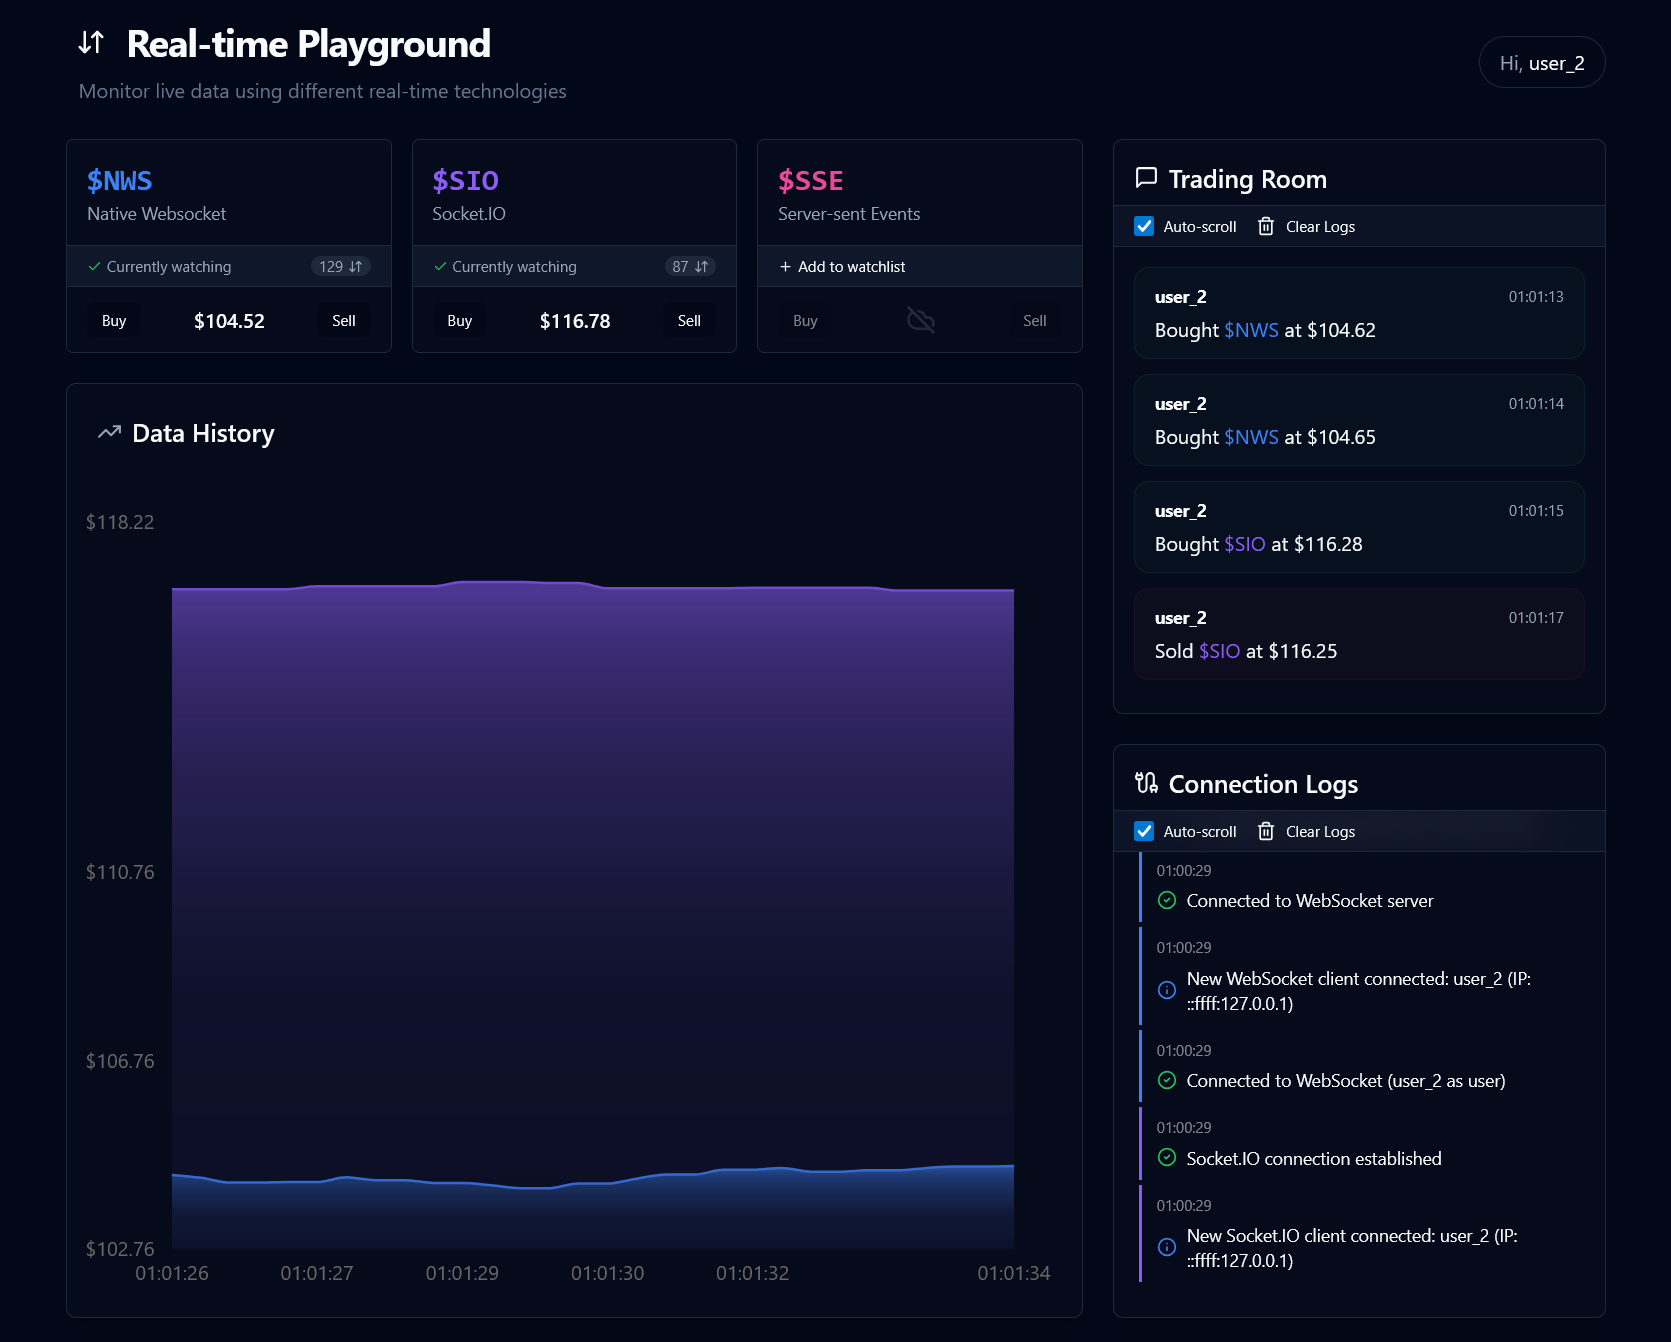 Real-time Playground
Monitor live data using different real-time technologies
Hi, user_2
$NWS
Native Websocket
Currently watching
129
Buy
$104.52
Sell
$SIO
Socket.IO
Currently watching
87
Buy
$116.78
Sell
$SSE
Server-sent Events
+ Add to watchlist
Buy
Sell
Data History
$118.22
$110.76
$106.76
$102.76
01:01:26
01:01:27
01:01:29
01:01:30
01:01:32
01:01:34
Trading Room
Auto-scroll
Clear Logs
user_2
01:01:13
Bought $NWS at $104.62
user_2
01:01:14
Bought $NWS at $104.65
user_2
01:01:15
Bought $SIO at $116.28
user_2
01:01:17
Sold $SIO at $116.25
Connection Logs
Auto-scroll
Clear Logs
01:00:29
Connected to WebSocket server
01:00:29
New WebSocket client connected: user_2 (IP:
::ffff:127.0.0.1)
01:00:29
Connected to WebSocket (user_2 as user)
01:00:29
Socket.IO connection established
01:00:29
New Socket.IO client connected: user_2 (IP:
::ffff:127.0.0.1)